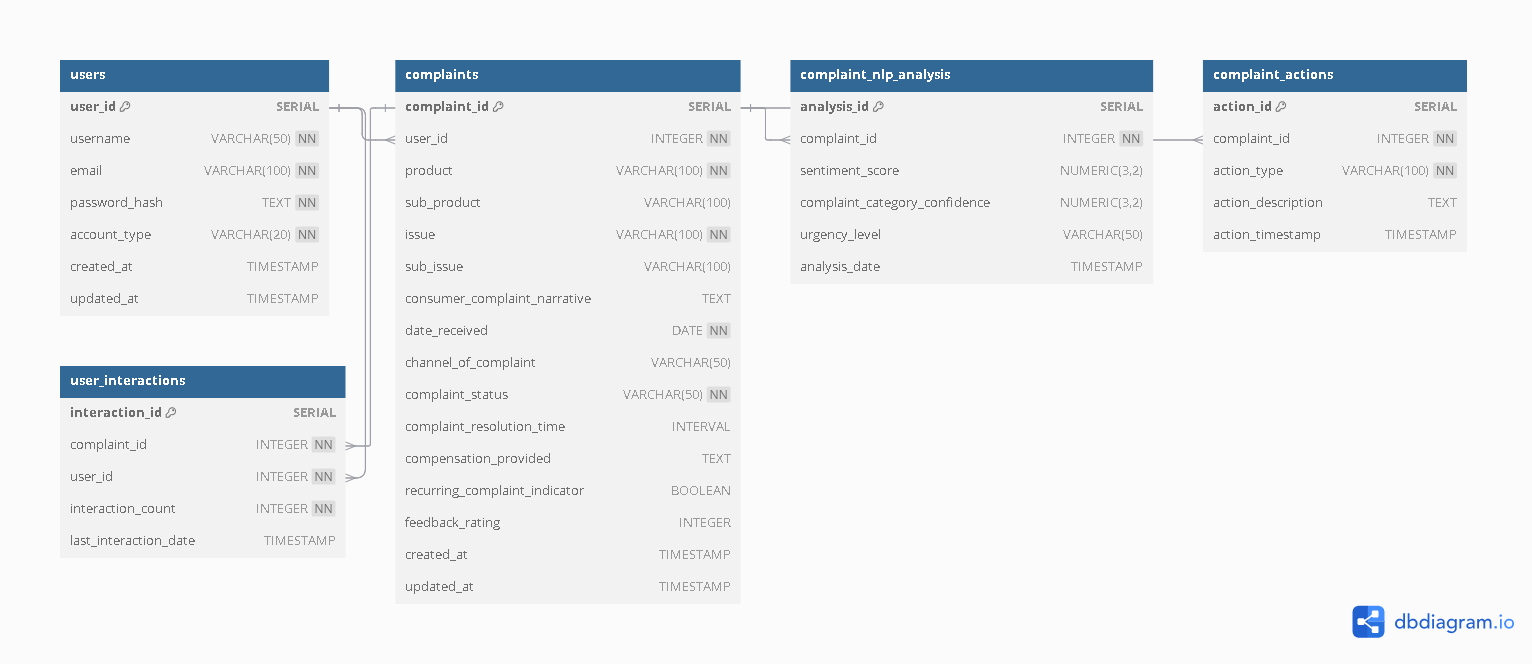 users
user_id SERIAL
username VARCHAR(50) NN
email VARCHAR(100) NN
password_hash TEXT NN
account_type VARCHAR(20) NN
created_at TIMESTAMP
updated_at TIMESTAMP
user_interactions
interaction_id SERIAL
complaint_id INTEGER NN
user_id INTEGER NN
interaction_count INTEGER NN
last_interaction_date TIMESTAMP
complaints
complaint_id SERIAL
user_id INTEGER NN
product VARCHAR(100) NN
sub_product VARCHAR(100)
issue VARCHAR(100) NN
sub_issue VARCHAR(100)
consumer_complaint_narrative TEXT
date_received DATE NN
channel_of_complaint VARCHAR(50)
complaint_status VARCHAR(50) NN
complaint_resolution_time INTERVAL
compensation_provided TEXT
recurring_complaint_indicator BOOLEAN
feedback_rating INTEGER
created_at TIMESTAMP
updated_at TIMESTAMP
complaint_nlp_analysis
analysis_id SERIAL
complaint_id INTEGER NN
sentiment_score NUMERIC(3,2)
complaint_category_confidence NUMERIC(3,2)
urgency_level VARCHAR(50)
analysis_date TIMESTAMP
complaint_actions
action_id SERIAL
complaint_id INTEGER NN
action_type VARCHAR(100) NN
action_description TEXT
action_timestamp TIMESTAMP
dbdiagram.io